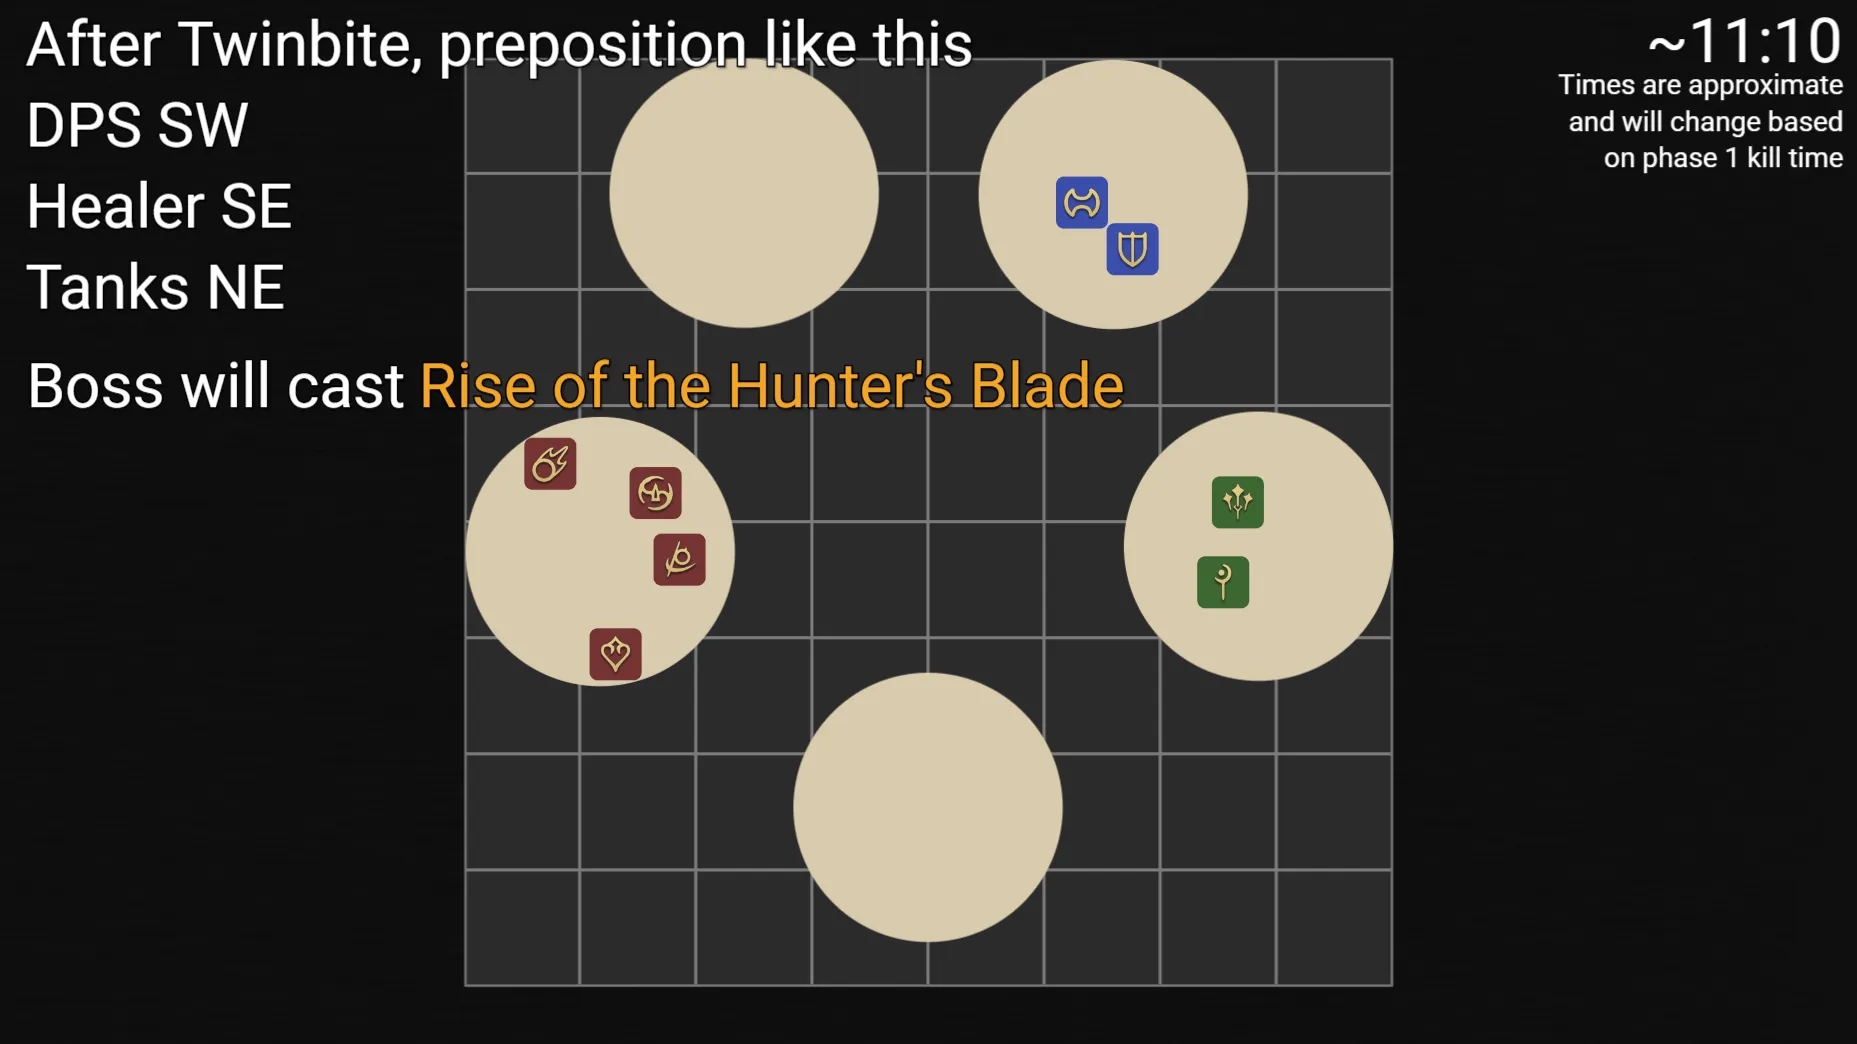 After Twinbite, preposition like this
DPS SW
Healer SE
Tanks NE
Boss will cast Rise of the Hunter's Blade
~11:10
Times are approximate
and will change based
on phase 1 kill time